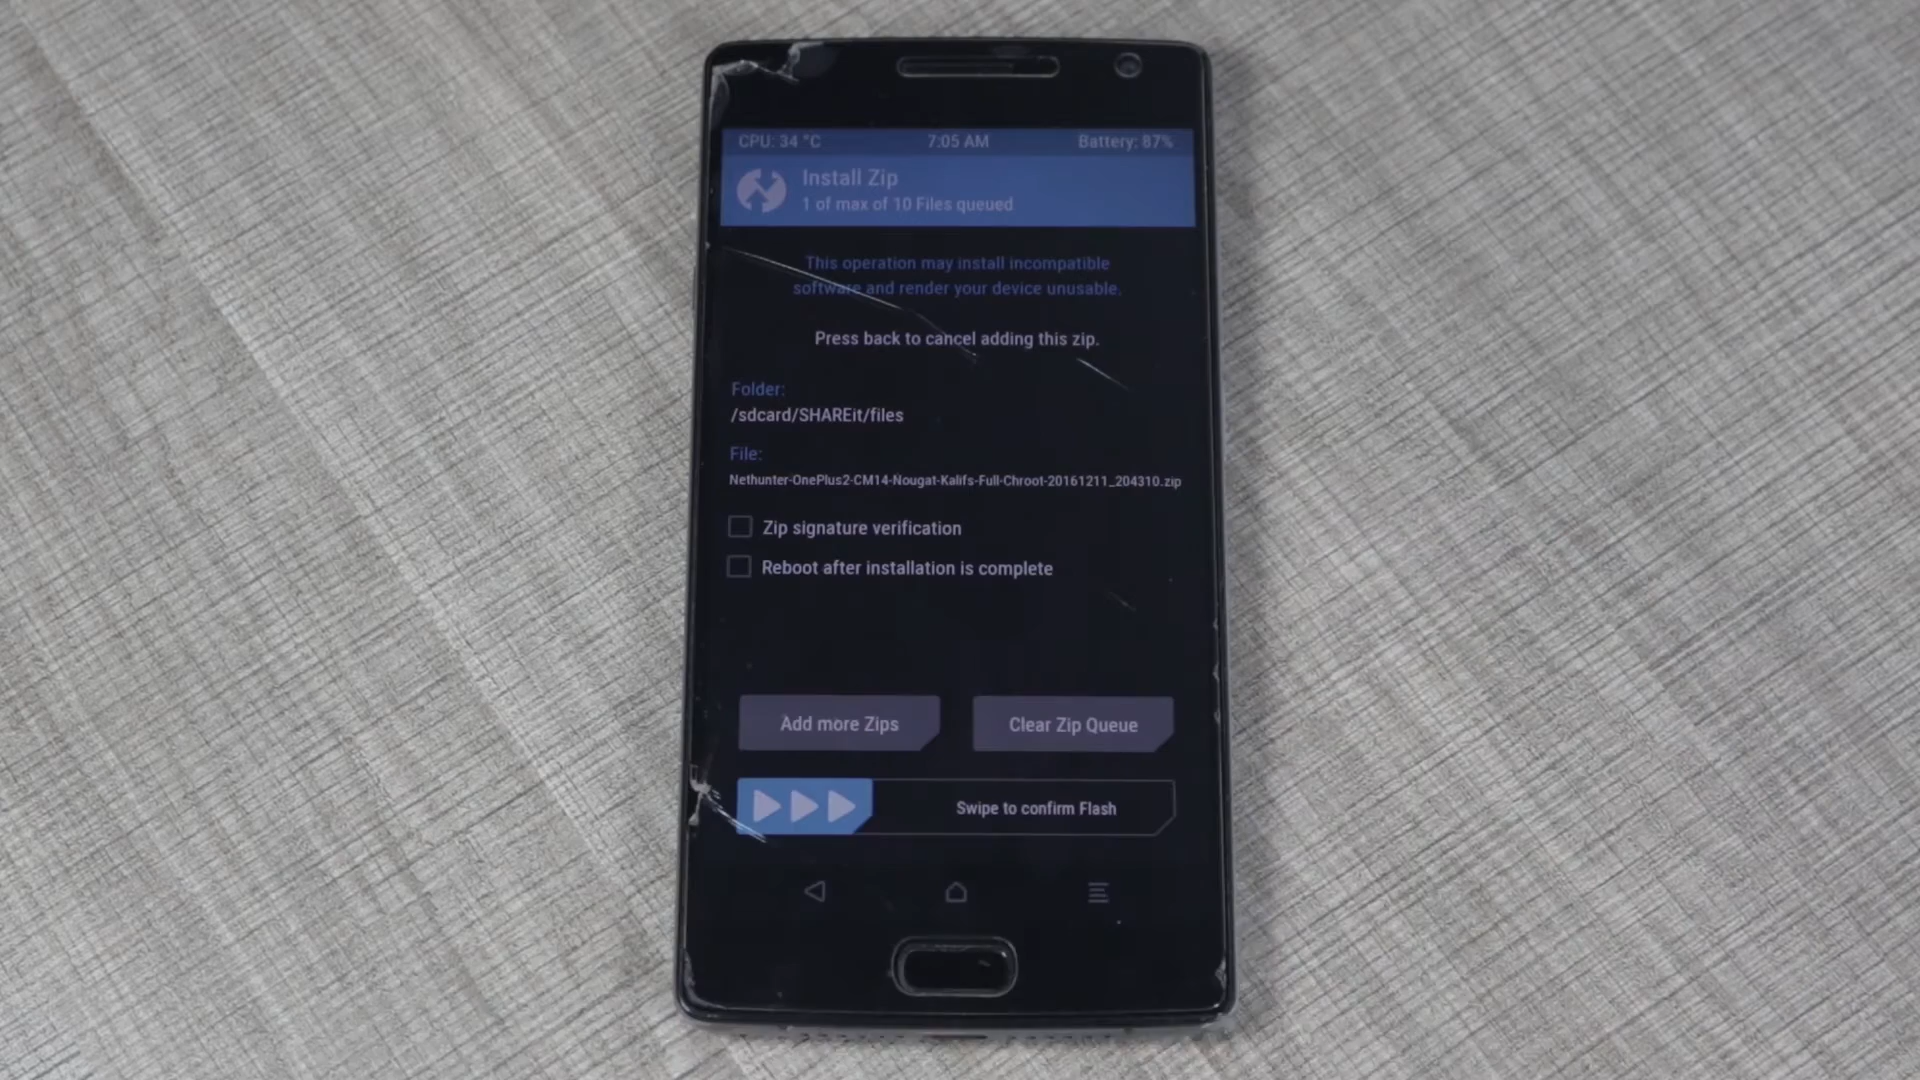 CPU: 34 °C 7:05 AM Battery: 87%
Install Zip
1 of max of 10 Files queued
This operation may install incompatible
software and render your device unusable.
Press back to cancel adding this zip.
Folder:
/sdcard/SHAREit/files
File:
Nethunter-OnePlus2-CM14-Nougat-Kalifs-Full-Chroot-20161211_204310.zip
Zip signature verification
Reboot after installation is complete
Add more Zips Clear Zip Queue
Swipe to confirm Flash